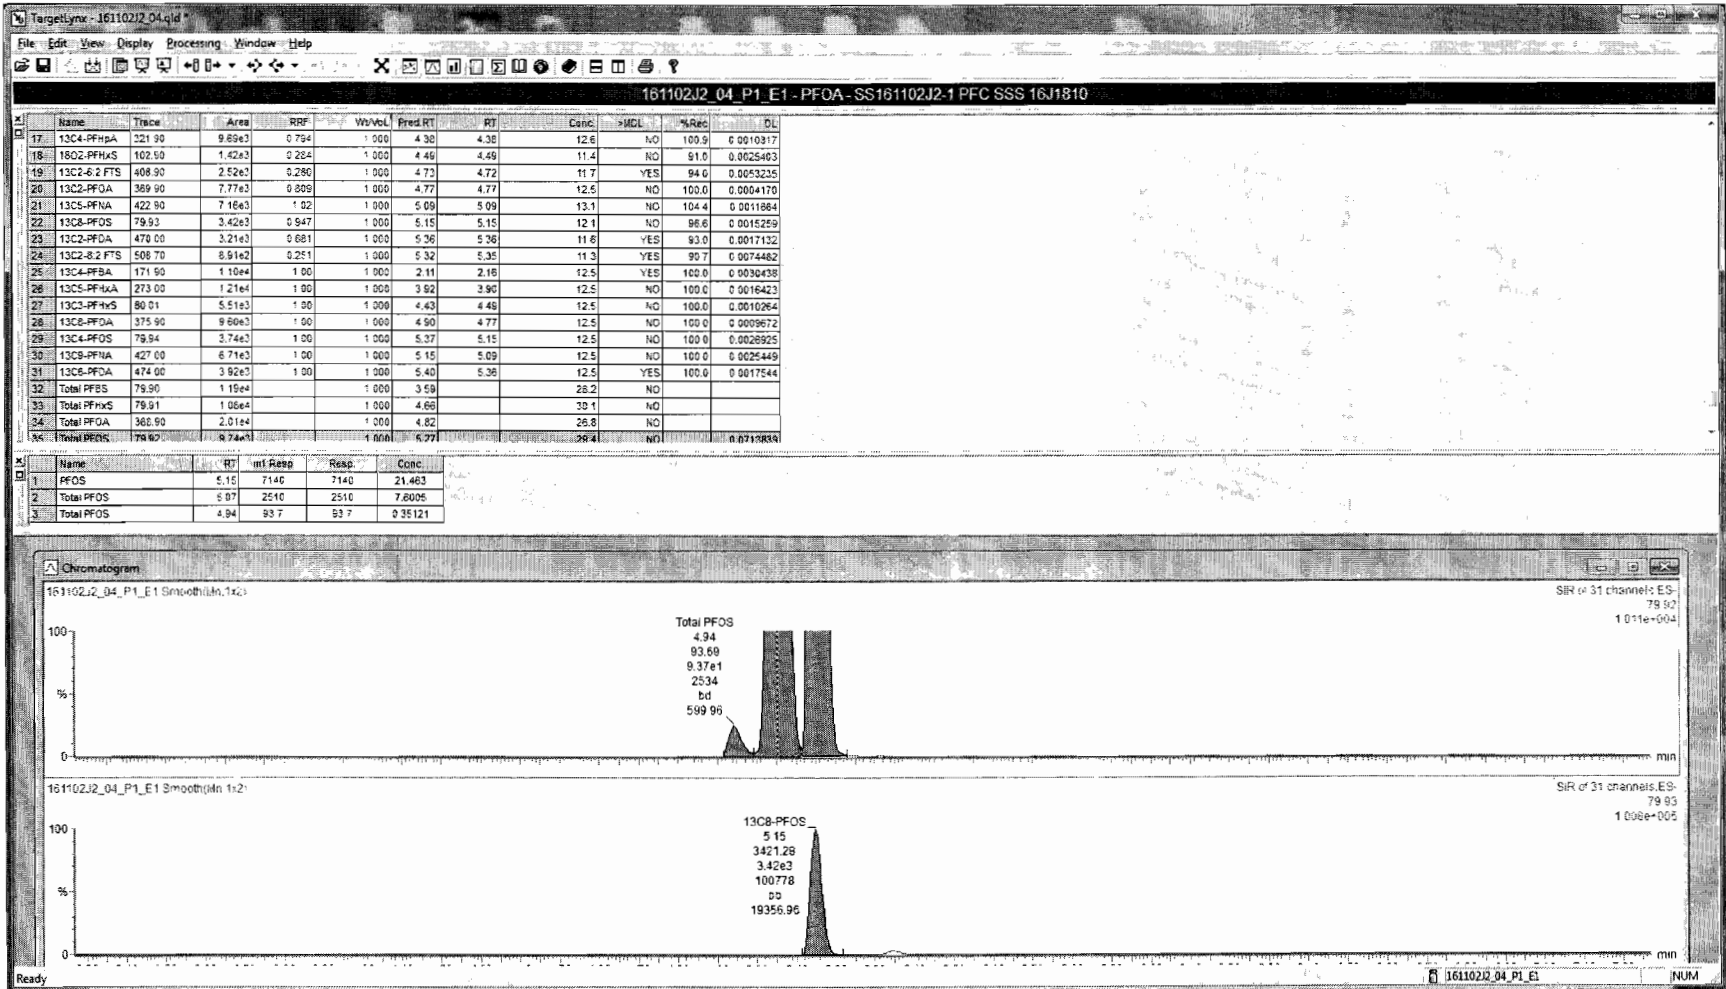 TargetLynx - 161102J2_04.qld *
File Edit View Display Processing Window Help
161102J2_04_P1_E1 - PFOA - SS161102J2-1 PFC SSS 16J1810
Name Trace Area RRF Wt/Vol. Pred.RT RT Conc. >MDL %Rec DL
17 13C4-PFHpA 321.90 9.69e3 0.794 1.000 4.38 4.38 12.6 NO 100.9 0.0010317
18 18O2-PFHxS 102.50 1.42e3 0.284 1.000 4.49 4.49 11.4 NO 91.0 0.0025403
19 13C2-6:2 FTS 408.90 2.52e3 0.280 1.000 4.73 4.72 11.7 YES 94.0 0.0053235
20 13C2-PFOA 369.90 7.77e3 0.809 1.000 4.77 4.77 12.5 NO 100.0 0.0004170
21 13C5-PFNA 422.90 7.16e3 1.02 1.000 5.09 5.09 13.1 NO 104.4 0.0011664
22 13C8-PFOS 79.93 3.42e3 0.947 1.000 5.15 5.15 12.1 NO 96.6 0.0015259
23 13C2-PFDA 470.00 3.21e3 0.681 1.000 5.36 5.36 11.6 YES 93.0 0.0017132
24 13C2-8:2 FTS 508.70 8.91e2 0.251 1.000 5.32 5.35 11.3 YES 90.7 0.0074482
25 13C4-PFBA 171.90 1.10e4 1.00 1.000 2.11 2.16 12.5 YES 100.0 0.0030438
26 13C5-PFHxA 273.00 1.21e4 1.00 1.000 3.92 3.90 12.5 NO 100.0 0.0016423
27 13C3-PFHxS 80.01 5.51e3 1.00 1.000 4.43 4.49 12.5 NO 100.0 0.0010264
28 13C8-PFOA 375.90 9.60e3 1.00 1.000 4.90 4.77 12.5 NO 100.0 0.0009672
29 13C4-PFOS 79.94 3.74e3 1.00 1.000 5.37 5.15 12.5 NO 100.0 0.0026925
30 13C9-PFNA 427.00 6.71e3 1.00 1.000 5.15 5.09 12.5 NO 100.0 0.0025449
31 13C6-PFDA 474.00 3.92e3 1.00 1.000 5.40 5.36 12.5 YES 100.0 0.0017544
32 Total PFBS 79.90 1.19e4 1.000 3.59 28.2 NO
33 Total PFHxS 79.91 1.06e4 1.000 4.66 30.1 NO
34 Total PFOA 368.90 2.01e4 1.000 4.82 26.8 NO
35 Total PFOS 79.92 9.74e3 1.000 5.27 29.4 NO 0.0713839
Name RT m1 Resp Resp. Conc.
1 PFOS 5.15 7140 7140 21.463
2 Total PFOS 5.07 2510 2510 7.6005
3 Total PFOS 4.94 93.7 93.7 0.35121
Chromatogram
161102J2_04_P1_E1 Smooth(Mn,1x2)
SIR of 31 channels,ES-
79.92
1.011e+004
100
%
0
Total PFOS
4.94
93.69
9.37e1
2534
bd
599.96
min
161102J2_04_P1_E1 Smooth(Mn,1x2)
SIR of 31 channels,ES-
79.93
1.008e+005
100
%
0
13C8-PFOS
5.15
3421.28
3.42e3
100778
bb
19356.96
min
Ready
161102J2_04_P1_E1
NUM